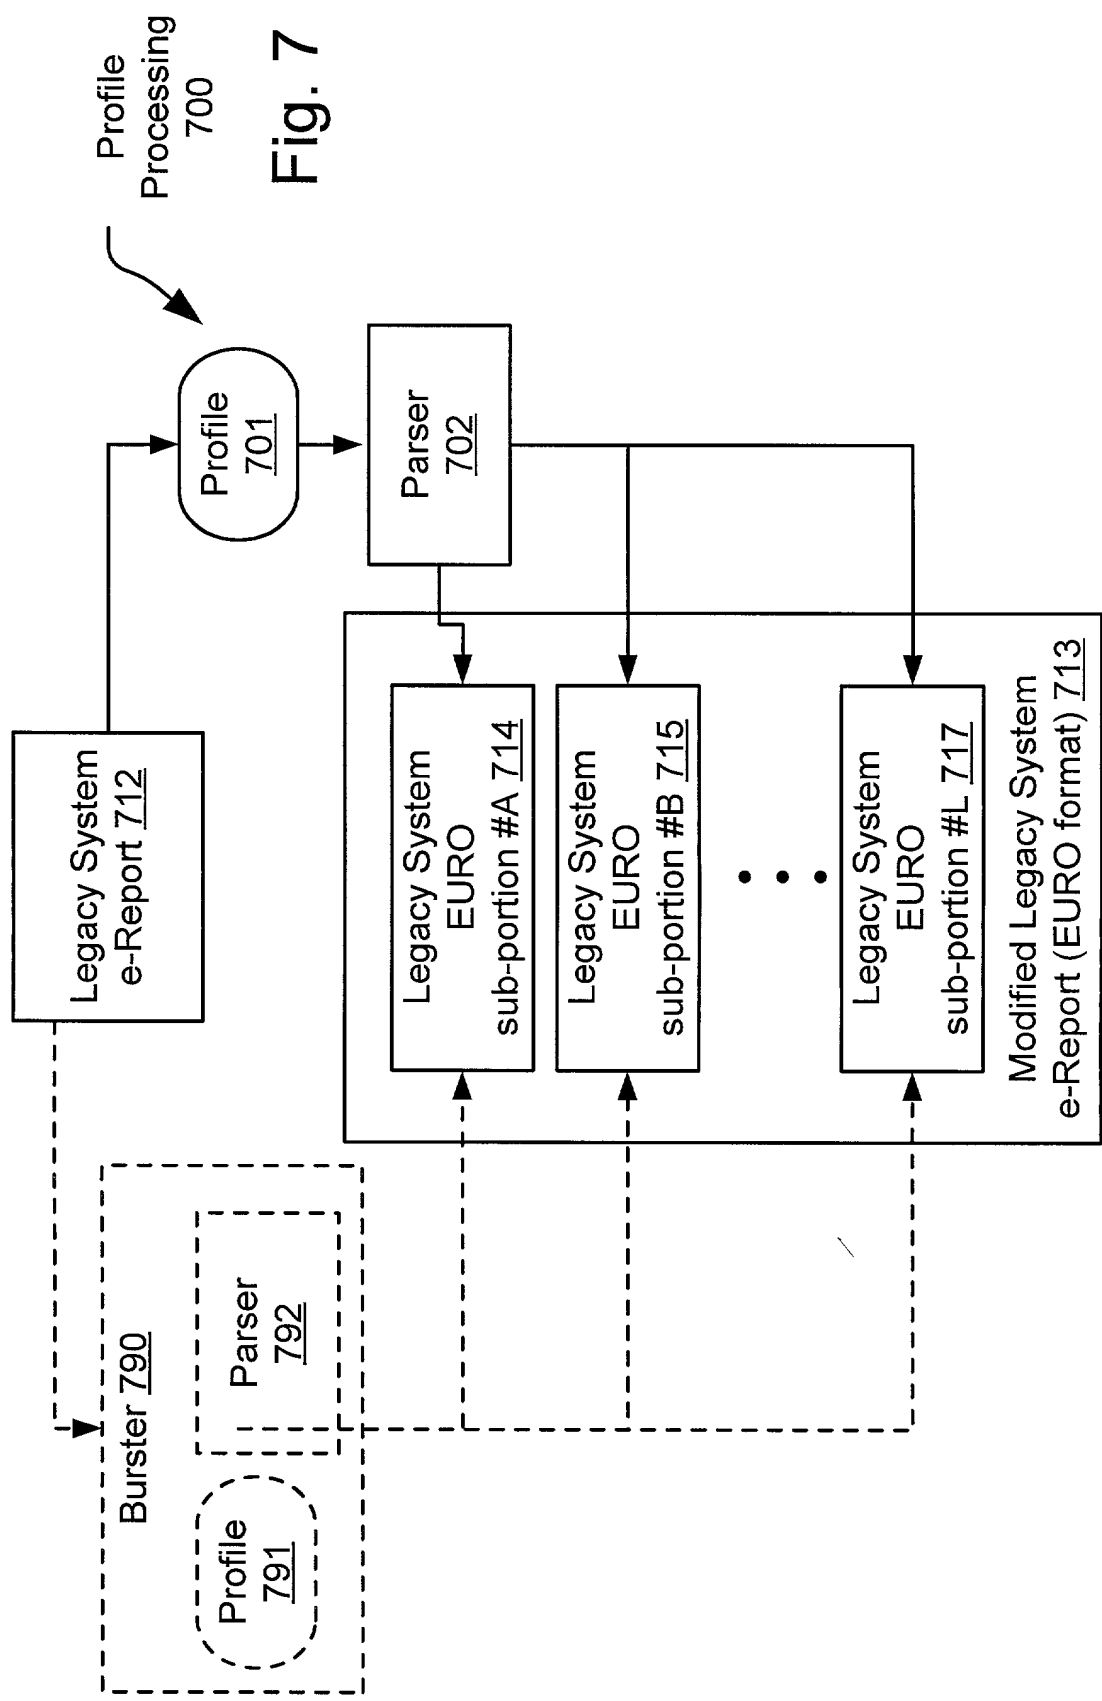 Legacy System
e-Report 712
Burster 790
Profile
791
Parser
792
Profile
701
Parser
702
Legacy System
EURO
sub-portion #A 714
Legacy System
EURO
sub-portion #B 715
Legacy System
EURO
sub-portion #L 717
Modified Legacy System
e-Report (EURO format) 713
Profile
Processing
700
Fig. 7